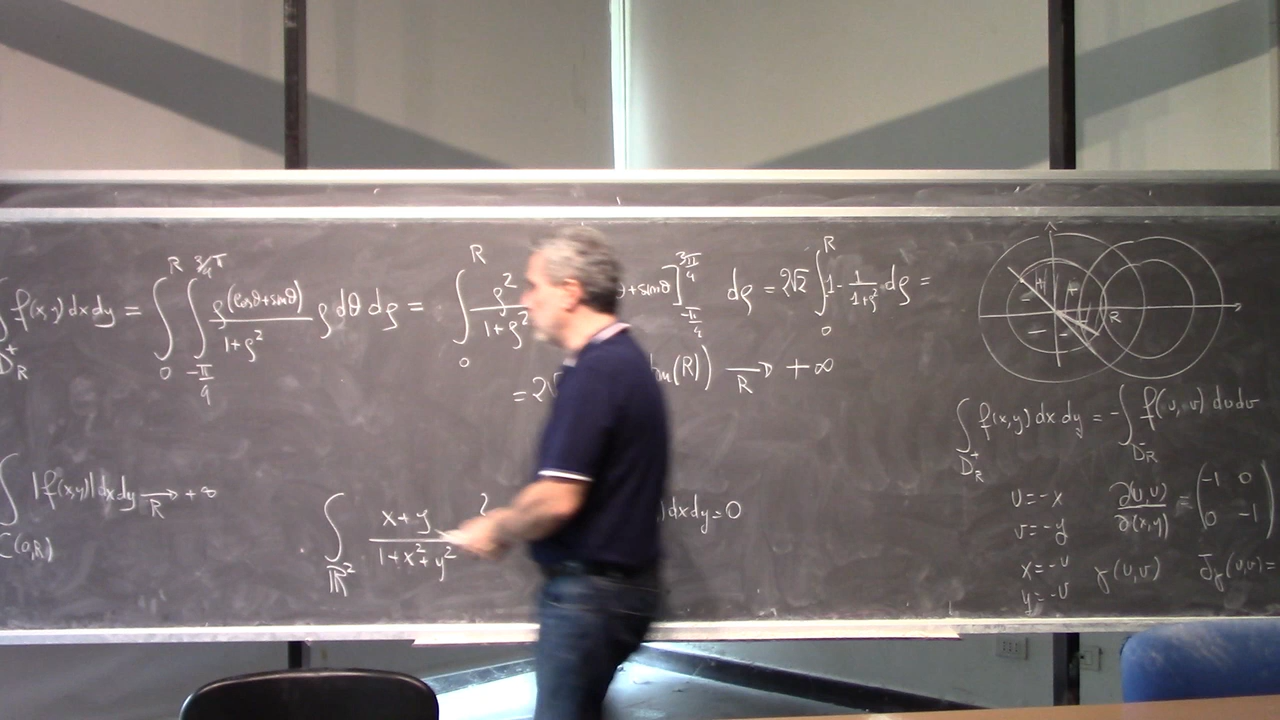 ∫_{D_R^+} f(x,y) dx dy = ∫_0^R ∫_{-π/4}^{3/4 π} ρ(cosθ+sinθ)/(1+ρ²) ρ dθ dρ = ∫_0^R ρ²/(1+ρ²) θ+sinθ]_{-π/4}^{3π/4} dρ = 2√2 ∫_0^R 1 - 1/(1+ρ²) dρ =
= 2√ (R)) →_R +∞
∫_{C(0,R)} |f(x,y)| dx dy →_R +∞
∫_{ℝ²} (x+y)/(1+x²+y²) ) dx dy = 0
+ +
- R
- -
∫_{D_R^+} f(x,y) dx dy = - ∫_{D_R^-} f(u,v) du dv
u = -x
v = -y
∂(u,v)/∂(x,y) = (-1 0
0 -1)
x = -u
y = -v
γ(u,v) J_γ(u,v) =